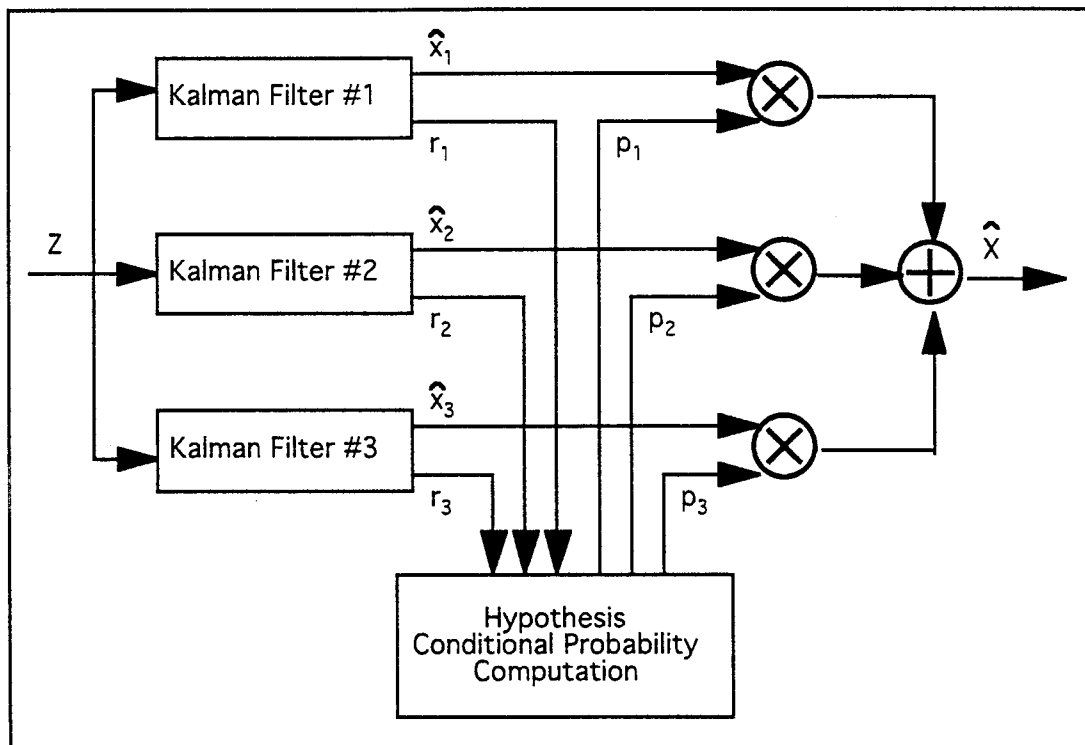 x̂₁
Kalman Filter #1
r₁
p₁
x̂₂
Z
Kalman Filter #2
x̂
r₂
p₂
x̂₃
Kalman Filter #3
r₃
p₃
Hypothesis
Conditional Probability
Computation